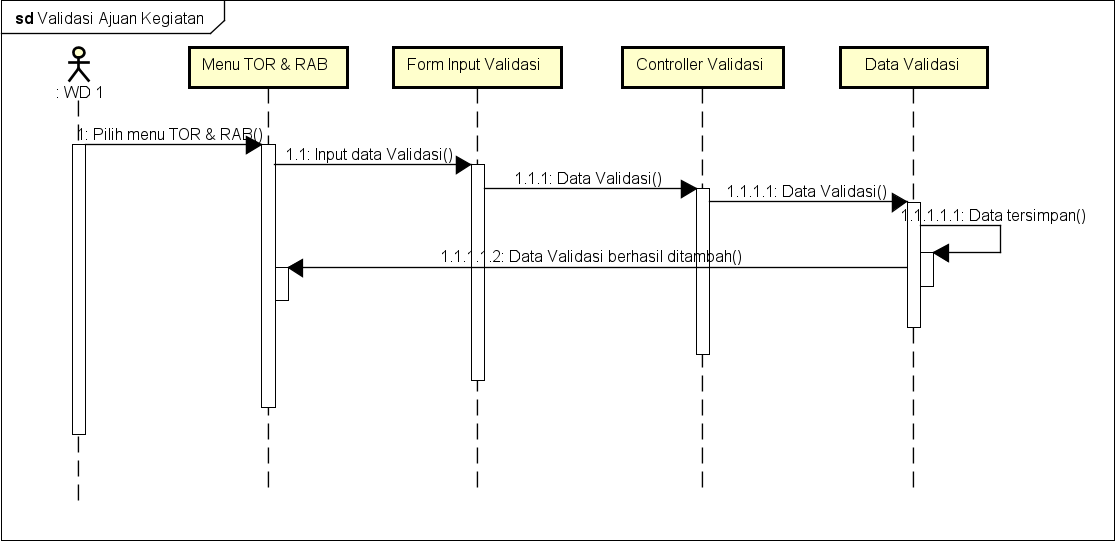 sd Validasi Ajuan Kegiatan
: WD 1
Menu TOR & RAB
Form Input Validasi
Controller Validasi
Data Validasi
1: Pilih menu TOR & RAB()
1.1: Input data Validasi()
1.1.1: Data Validasi()
1.1.1.1: Data Validasi()
1.1.1.1.1: Data tersimpan()
1.1.1.1.2: Data Validasi berhasil ditambah()